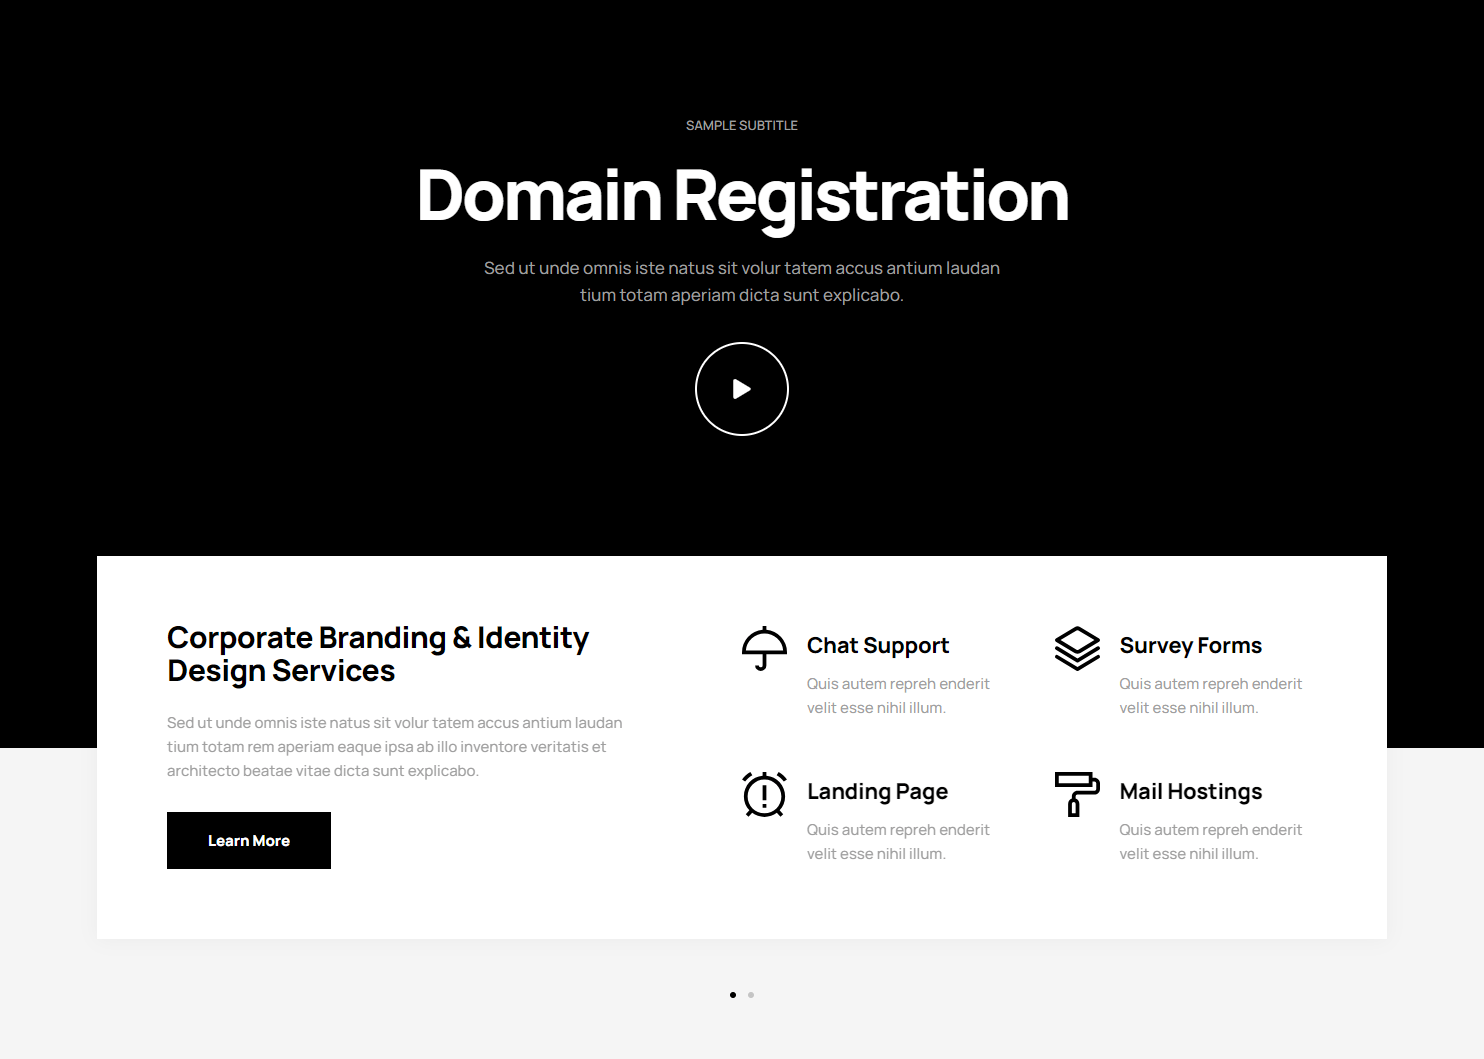 SAMPLE SUBTITLE
Domain Registration
Sed ut unde omnis iste natus sit volur tatem accus antium laudan
tium totam aperiam dicta sunt explicabo.
Corporate Branding & Identity
Design Services
Sed ut unde omnis iste natus sit volur tatem accus antium laudan
tium totam rem aperiam eaque ipsa ab illo inventore veritatis et
architecto beatae vitae dicta sunt explicabo.
Learn More
Chat Support
Quis autem repreh enderit
velit esse nihil illum.
Survey Forms
Quis autem repreh enderit
velit esse nihil illum.
Landing Page
Quis autem repreh enderit
velit esse nihil illum.
Mail Hostings
Quis autem repreh enderit
velit esse nihil illum.